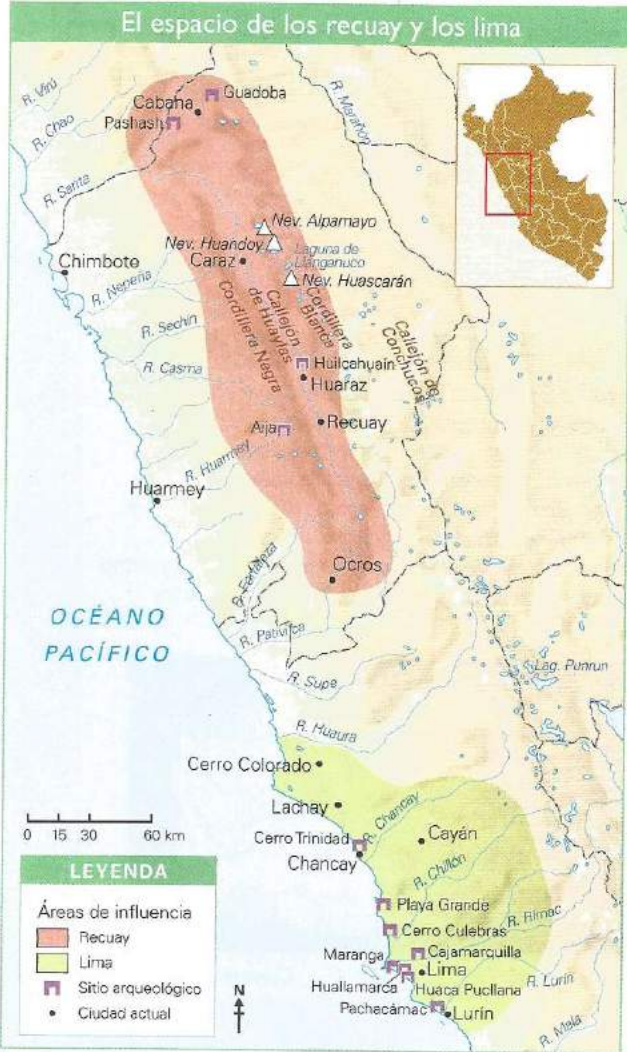 El espacio de los recuay y los lima
R. Virú
R. Chao
R. Santa
Cabana
Guadoba
Pashash
R. Marañón
Nev. Alpamayo
Nev. Huandoy
Laguna de
Llanganuco
Caraz
Nev. Huascarán
Chimbote
R. Nepeña
R. Sechín
R. Casma
Cordillera Negra
Callejón
de Huaylas
Cordillera
Blanca
Callejón de
Conchucos
Huilcahuaín
Huaraz
Aija
Recuay
R. Huarmey
Huarmey
R. Fortaleza
Ocros
OCÉANO
PACÍFICO
R. Pativilca
R. Supe
Lag. Punrun
R. Huaura
Cerro Colorado
Lachay
0 15 30 60 km
R. Chancay
Cerro Trinidad
Chancay
Cayán
R. Chillón
Playa Grande
R. Rímac
Cerro Culebras
Maranga
Cajamarquilla
Lima
Huallamarca
Huaca Pucllana
R. Lurín
Pachacámac
Lurín
R. Mala
N
LEYENDA
Áreas de influencia
Recuay
Lima
Sitio arqueológico
Ciudad actual